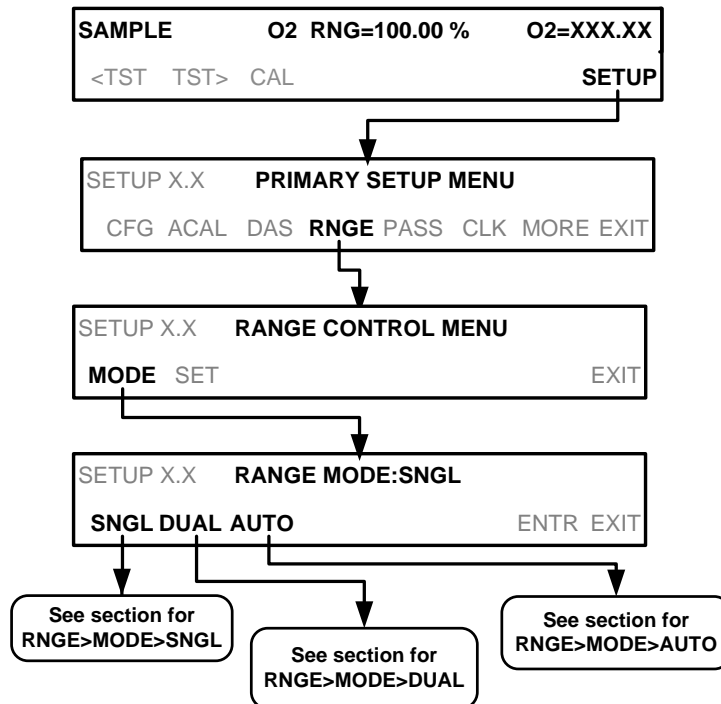 SAMPLE O2 RNG=100.00 % O2=XXX.XX
<TST TST> CAL SETUP
SETUP X.X PRIMARY SETUP MENU
CFG ACAL DAS RNGE PASS CLK MORE EXIT
SETUP X.X RANGE CONTROL MENU
MODE SET EXIT
SETUP X.X RANGE MODE:SNGL
SNGL DUAL AUTO ENTR EXIT
See section for
RNGE>MODE>SNGL
See section for
RNGE>MODE>DUAL
See section for
RNGE>MODE>AUTO